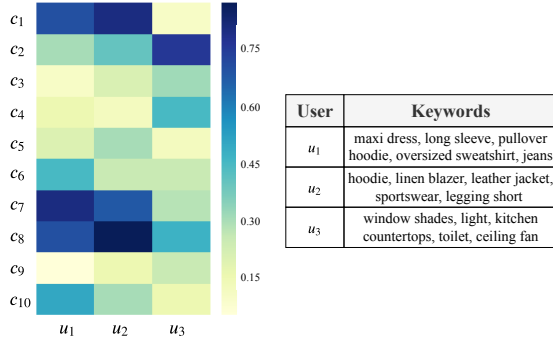 c1
c2
c3
c4
c5
c6
c7
c8
c9
c10
u1 u2 u3
0.75
0.60
0.45
0.30
0.15
User Keywords
u1 maxi dress, long sleeve, pullover
hoodie, oversized sweatshirt, jeans
u2 hoodie, linen blazer, leather jacket,
sportswear, legging short
u3 window shades, light, kitchen
countertops, toilet, ceiling fan